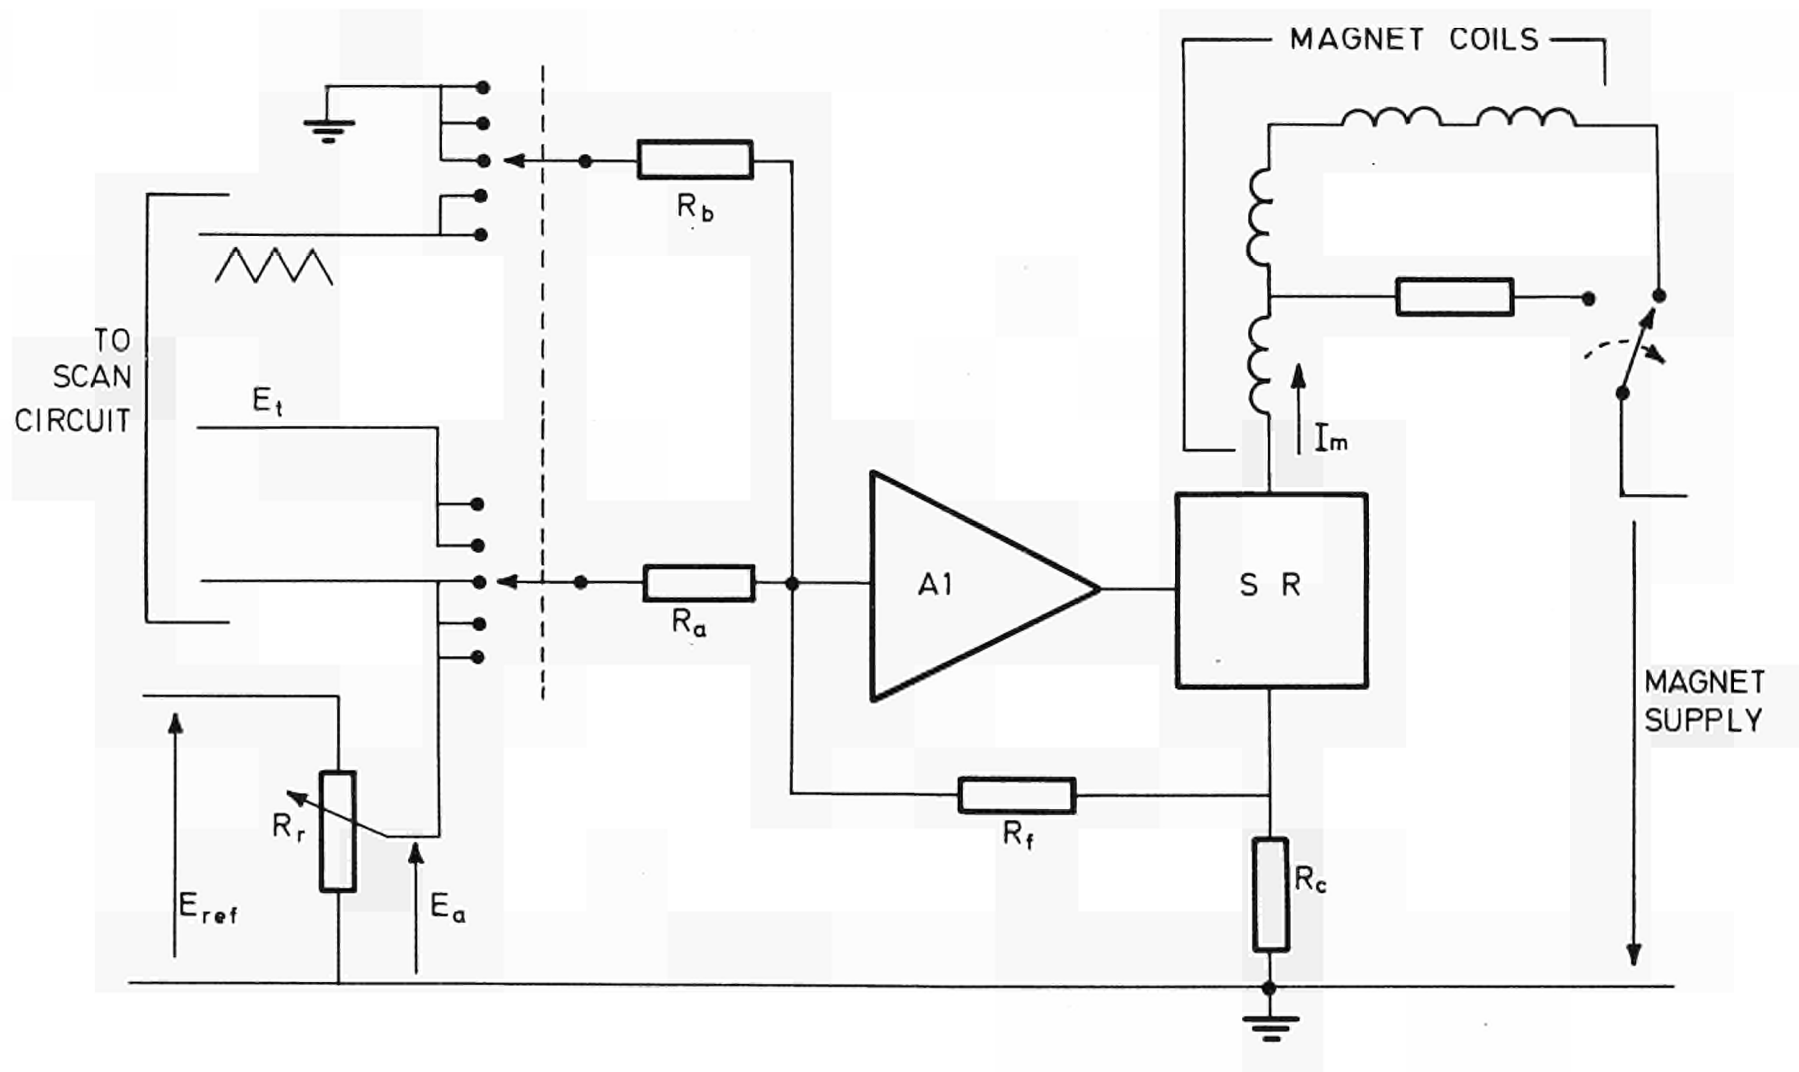 MAGNET COILS
Rb
TO
SCAN
CIRCUIT
Et
Im
A1
S R
Ra
MAGNET
SUPPLY
Rr
Rf
Eref
Ea
Rc